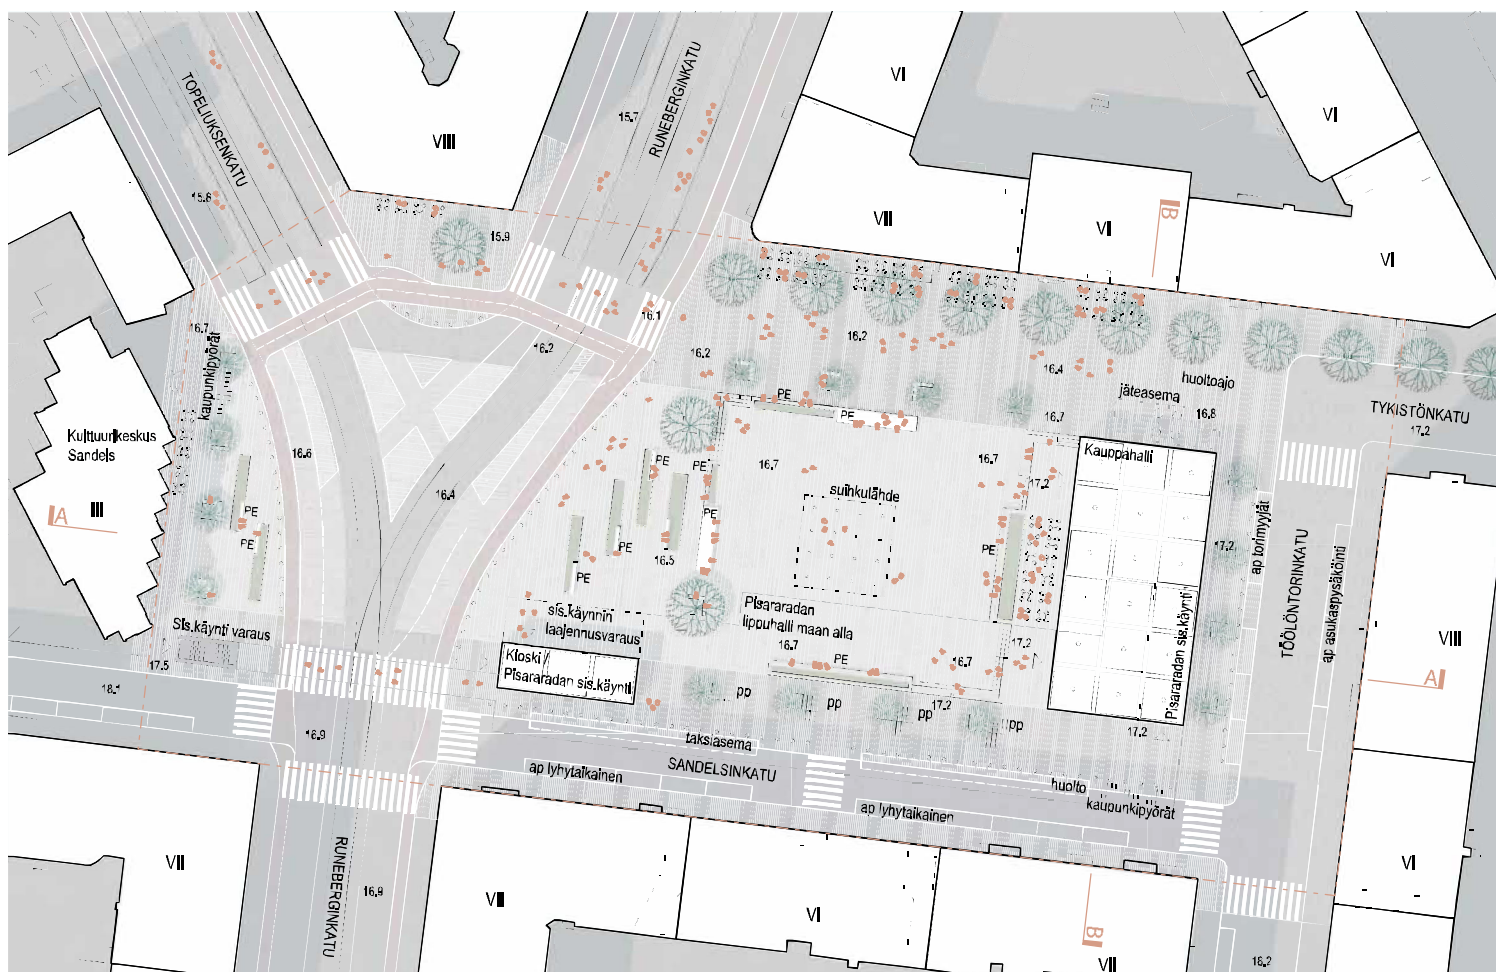 TOPELIUKSENKATU
15.6
VIII
15.7
RUNEBERGINKATU
VI
VI
VII
VI
VI
B
15.9
16.7
kaupunkipyörät
16.1
16.2
16.2
16.2
16.4
huoltoajo
jäteasema
16.8
16.7
TYKISTÖNKATU
17.2
Kulttuurikeskus
Sandels
III
A
16.6
16.4
PE
PE
PE
PE
Kauppahalli
16.7
16.7
suihkulähde
17.2
PE
PE
PE
PE
16.5
PE
PE
17.2
ap torimyyjät
TÖÖLÖNTORINKATU
ap asukaspysäköinti
VIII
Sis.käynti varaus
sis.käynnin
laajennusvaraus
Pisararadan
lippuhalli maan alla
17.2
Kioski /
Pisararadan sis.käynti
16.7
PE
16.7
Pisararadan sis.käynti
A
17.5
18.1
pp
pp
pp
17.2
pp
17.2
16.9
taksiasema
SANDELSINKATU
ap lyhytaikainen
huolto
kaupunkipyörät
ap lyhytaikainen
VII
RUNEBERGINKATU
16.9
VIII
VI
B
VII
VI
16.2